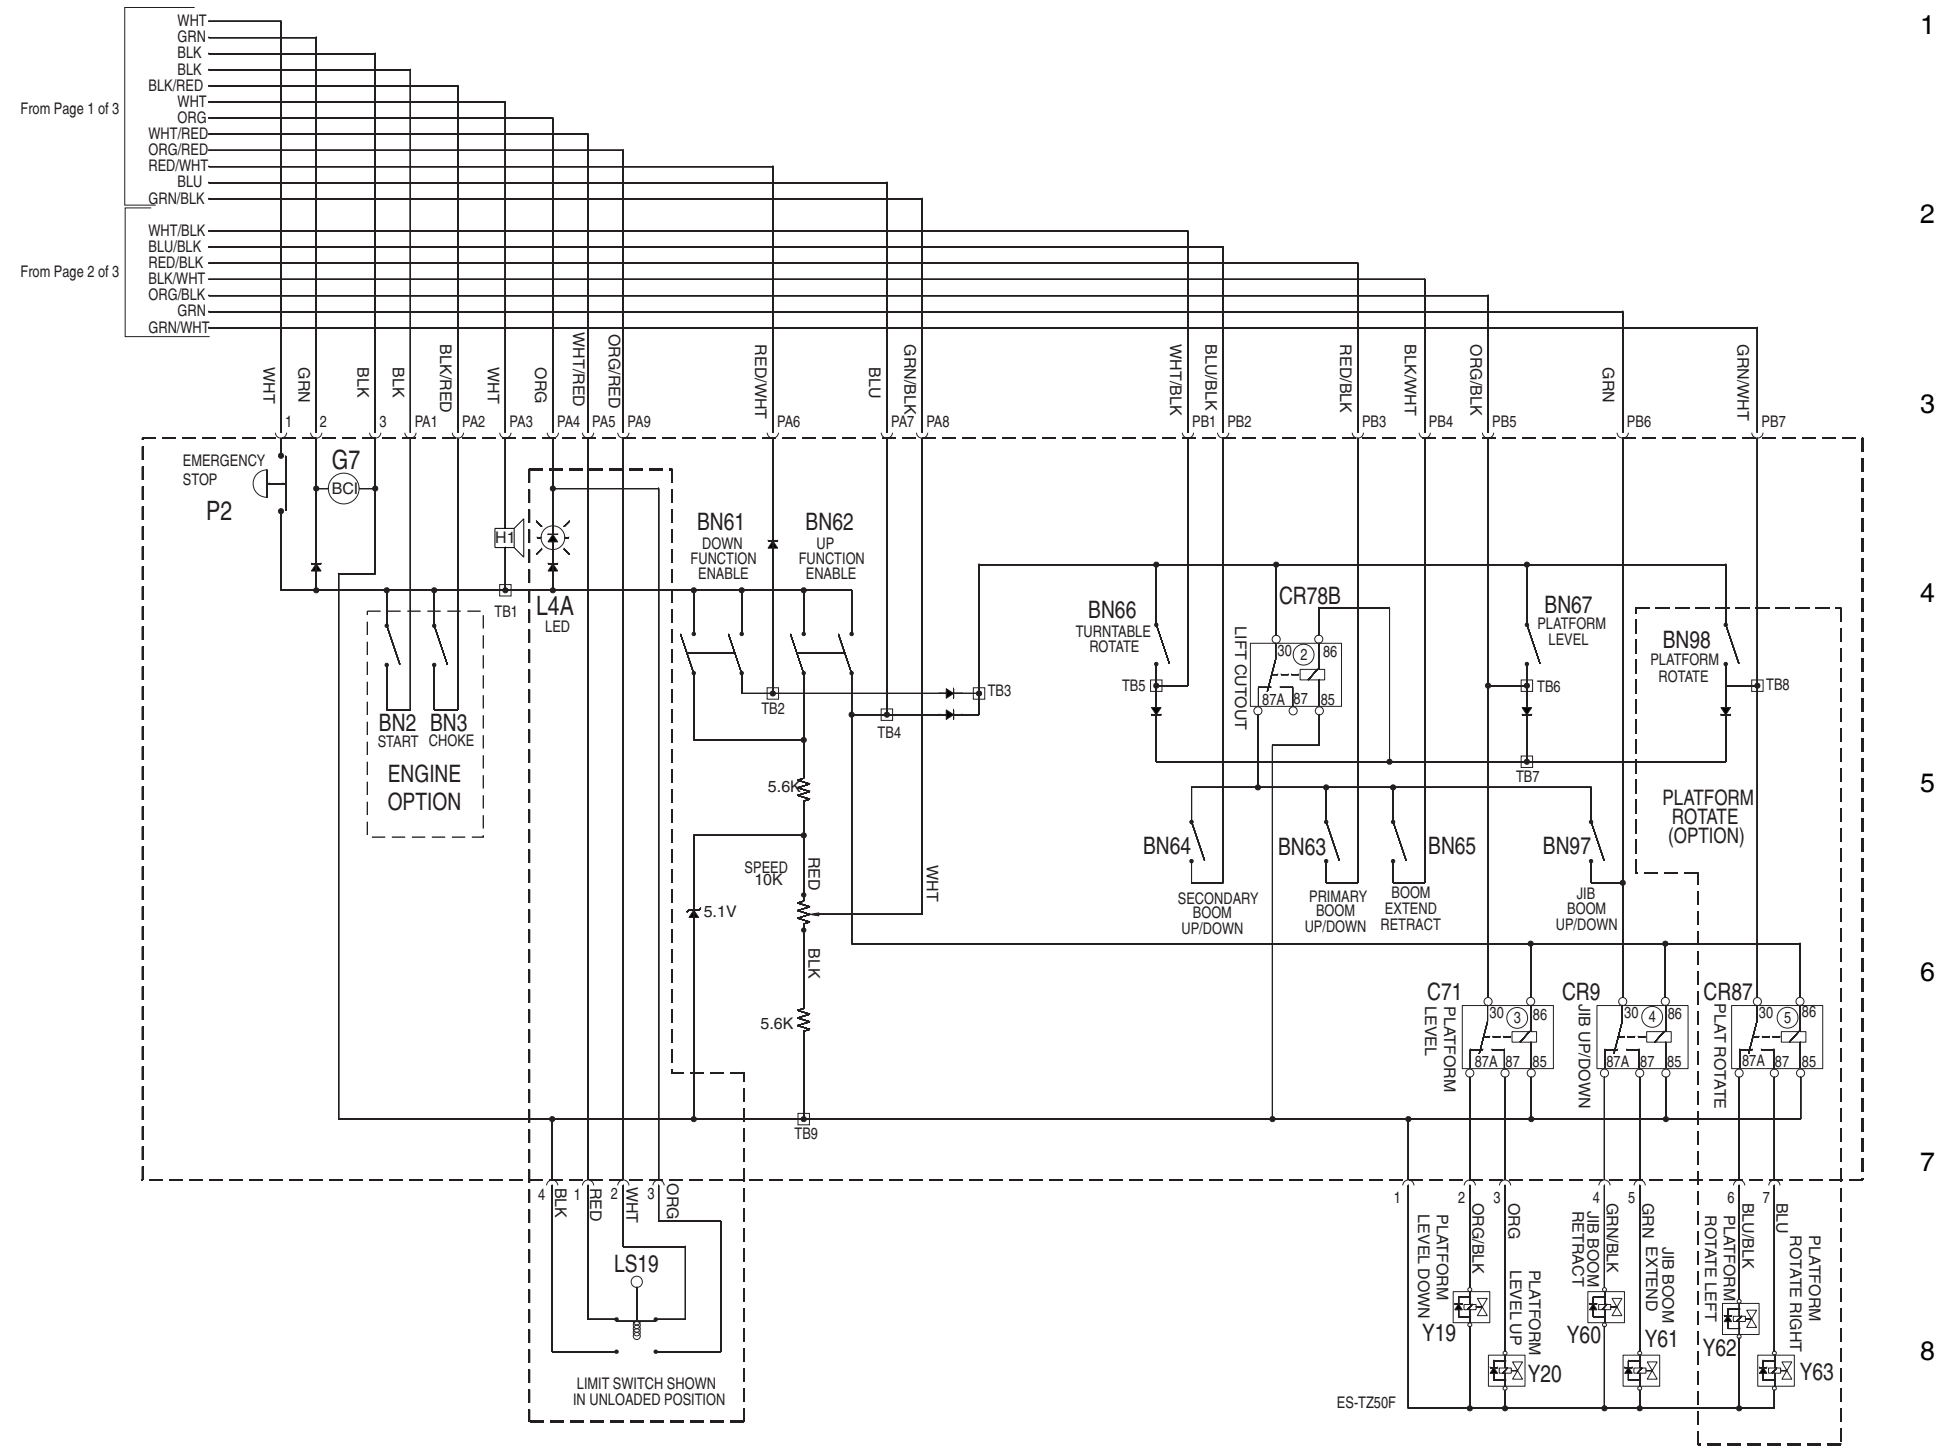 1
2
3
4
5
6
7
8
From Page 1 of 3
WHT
GRN
BLK
BLK
BLK/RED
WHT
ORG
WHT/RED
ORG/RED
RED/WHT
BLU
GRN/BLK
From Page 2 of 3
WHT/BLK
BLU/BLK
RED/BLK
BLK/WHT
ORG/BLK
GRN
GRN/WHT
WHT
GRN
BLK
BLK
BLK/RED
WHT
ORG
WHT/RED
ORG/RED
RED/WHT
BLU
GRN/BLK
WHT/BLK
BLU/BLK
RED/BLK
BLK/WHT
ORG/BLK
GRN
GRN/WHT
1
2
3
PA1
PA2
PA3
PA4
PA5
PA9
PA6
PA7
PA8
PB1
PB2
PB3
PB4
PB5
PB6
PB7
EMERGENCY
STOP
P2
G7
BCI
H1
TB1
L4A
LED
BN61
DOWN
FUNCTION
ENABLE
BN62
UP
FUNCTION
ENABLE
BN2
START
BN3
CHOKE
ENGINE
OPTION
TB2
TB3
TB4
BN66
TURNTABLE
ROTATE
TB5
CR78B
LIFT CUTOUT
30
2
86
87A
87
85
BN67
PLATFORM
LEVEL
TB6
TB7
BN98
PLATFORM
ROTATE
TB8
PLATFORM
ROTATE
(OPTION)
5.6K
SPEED
10K
RED
5.1V
WHT
BLK
5.6K
TB9
BN64
SECONDARY
BOOM
UP/DOWN
BN63
PRIMARY
BOOM
UP/DOWN
BN65
BOOM
EXTEND
RETRACT
BN97
JIB
BOOM
UP/DOWN
C71
PLATFORM
LEVEL
30
3
86
87A
87
85
CR9
JIB UP/DOWN
30
4
86
87A
87
85
CR87
PLAT ROTATE
30
5
86
87A
87
85
4
BLK
1
RED
2
WHT
3
ORG
LS19
LIMIT SWITCH SHOWN
IN UNLOADED POSITION
1
2
3
4
5
6
7
PLATFORM
LEVEL DOWN
ORG/BLK
ORG
PLATFORM
LEVEL UP
JIB BOOM
RETRACT
GRN/BLK
GRN
JIB BOOM
EXTEND
PLATFORM
ROTATE LEFT
BLU/BLK
BLU
PLATFORM
ROTATE RIGHT
Y19
Y20
Y60
Y61
Y62
Y63
ES-TZ50F